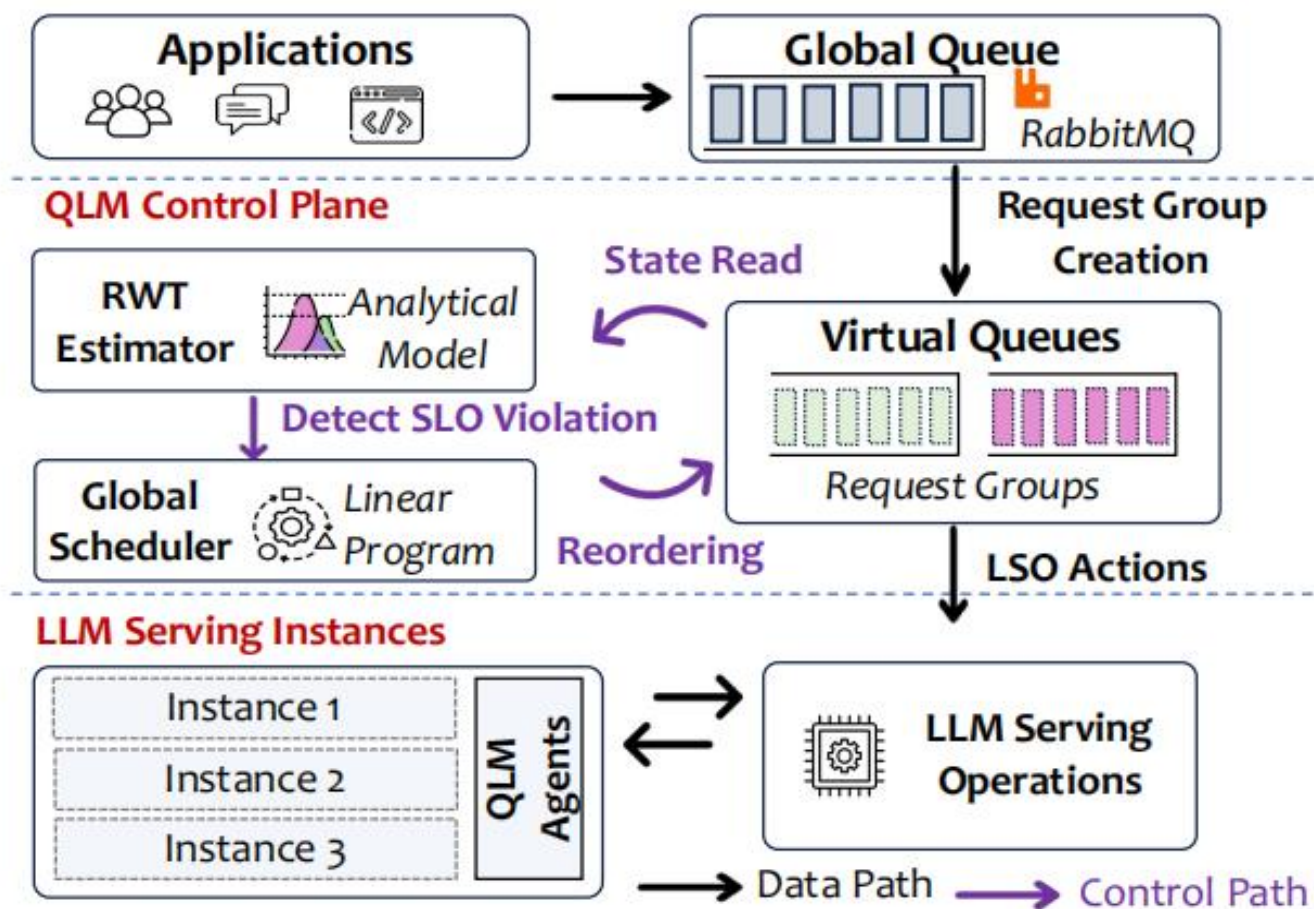 Applications
Global Queue
RabbitMQ
QLM Control Plane
Request Group
Creation
State Read
RWT
Estimator
Analytical
Model
Virtual Queues
Request Groups
Detect SLO Violation
Global
Scheduler
Linear
Program
Reordering
LSO Actions
LLM Serving Instances
Instance 1
Instance 2
Instance 3
QLM
Agents
LLM Serving
Operations
Data Path
Control Path